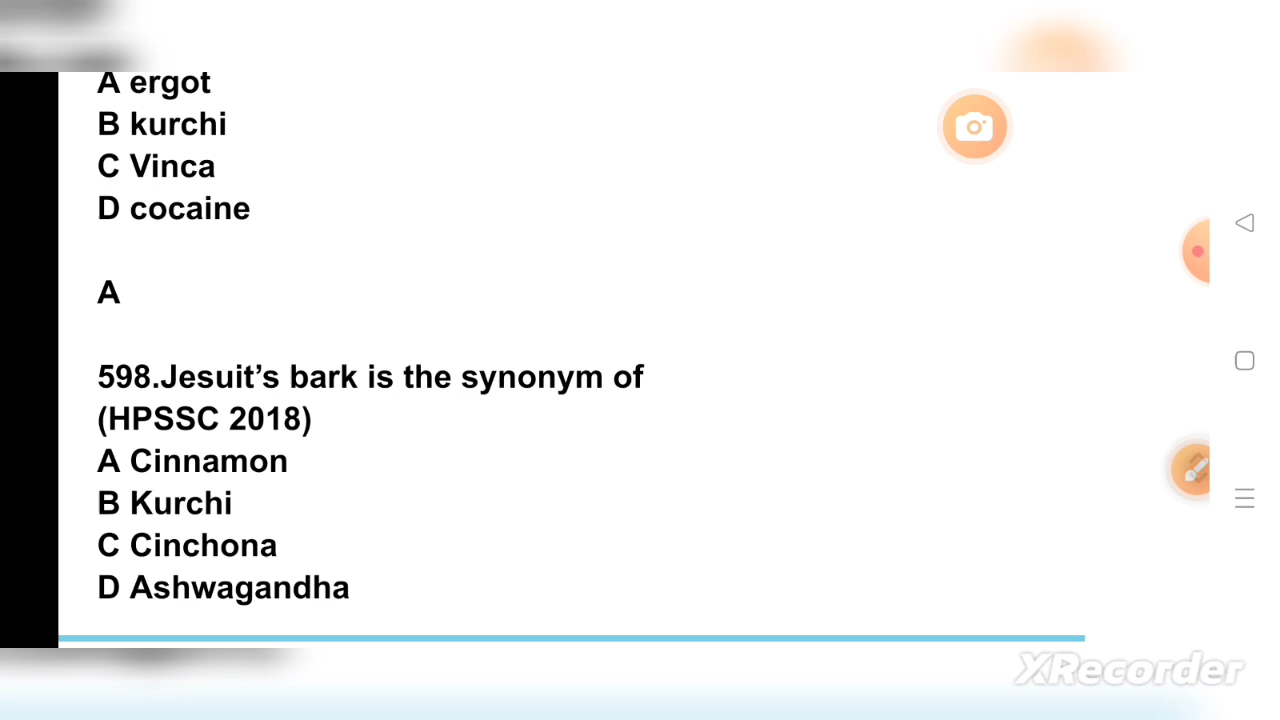 A ergot
B kurchi
C Vinca
D cocaine
A
598.Jesuit’s bark is the synonym of
(HPSSC 2018)
A Cinnamon
B Kurchi
C Cinchona
D Ashwagandha
XRecorder